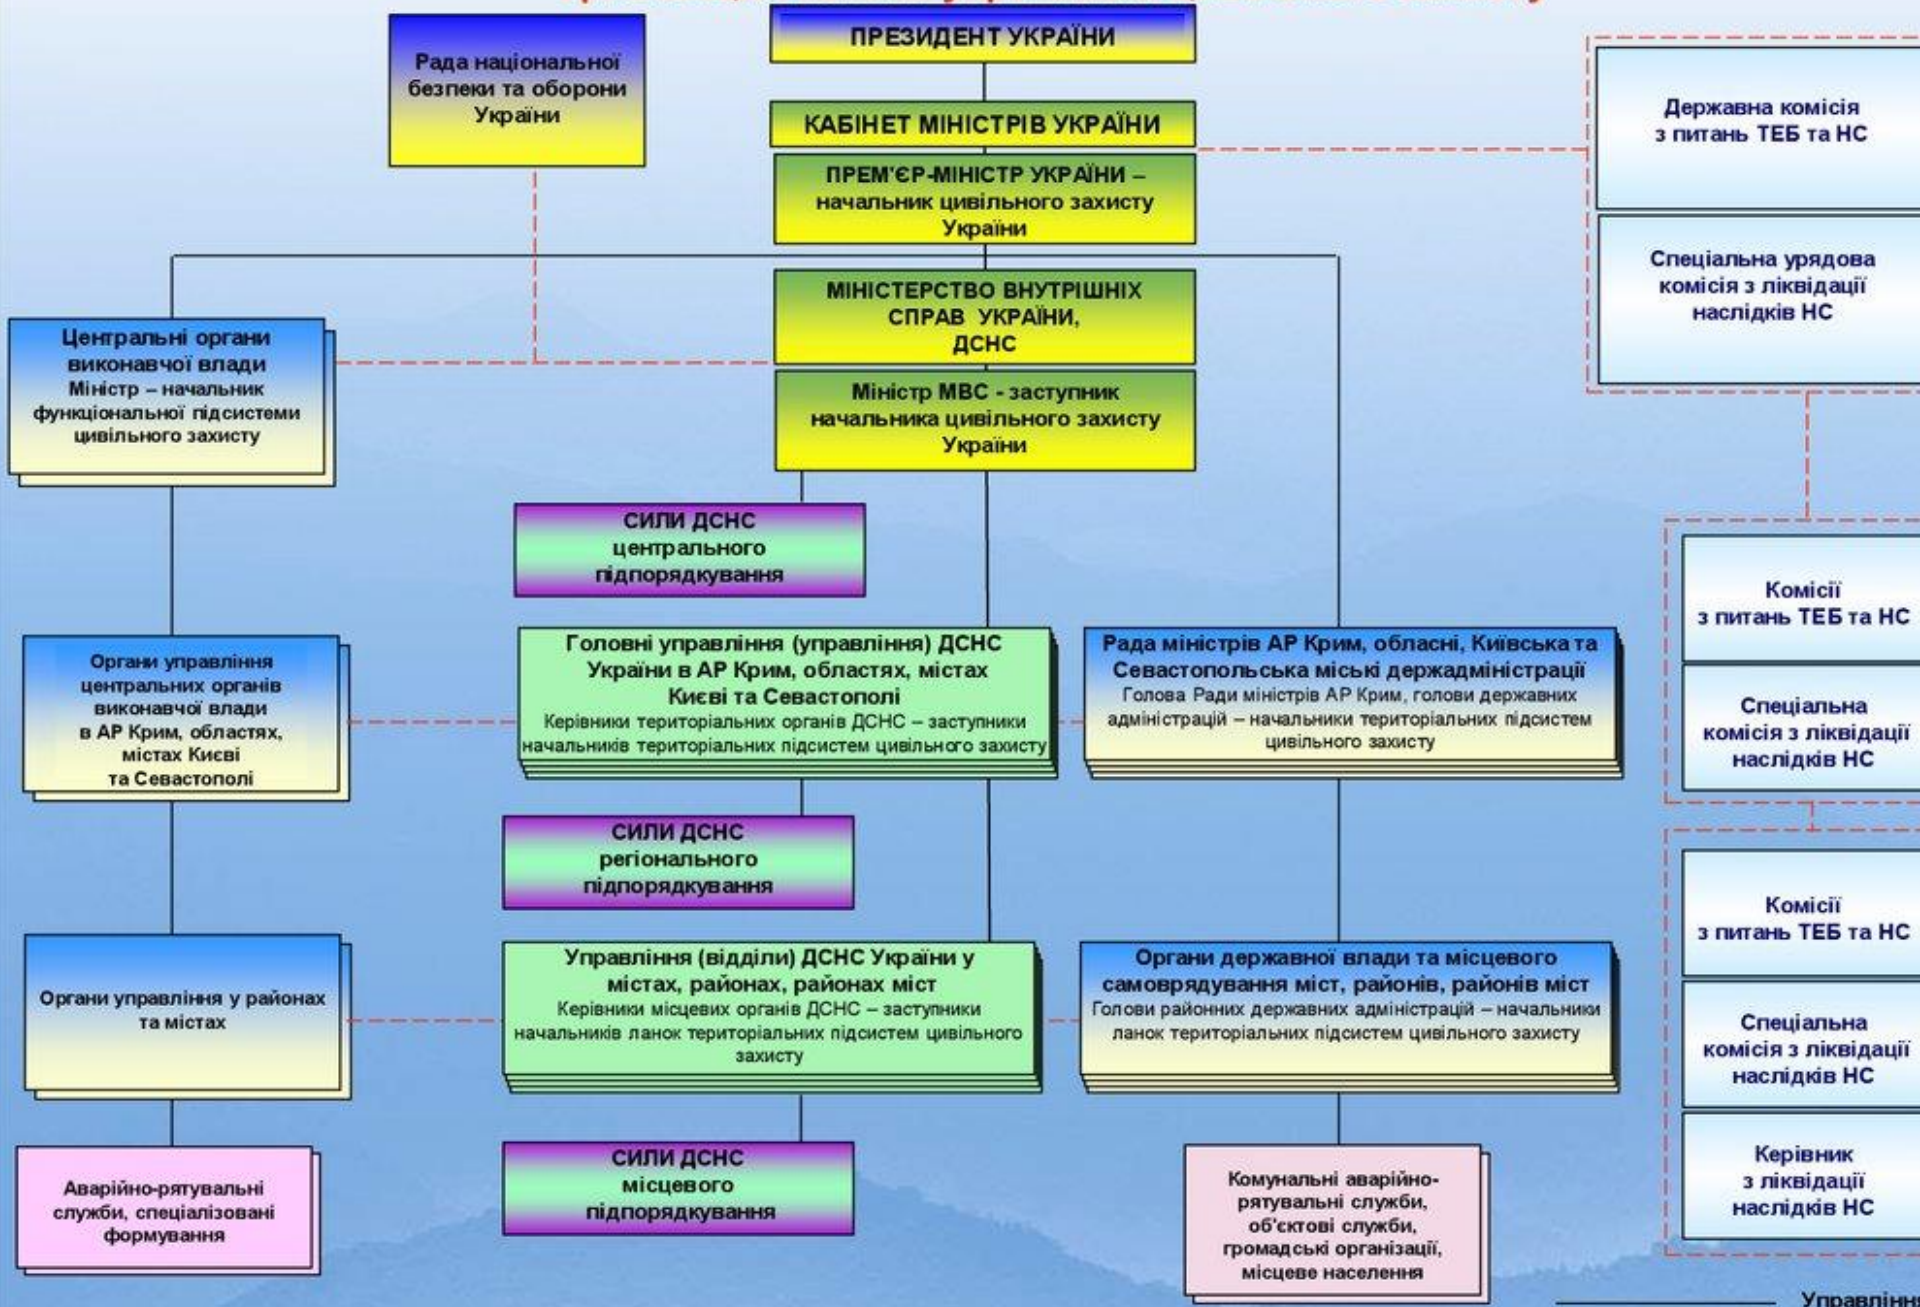 ПРЕЗИДЕНТ УКРАЇНИ
Рада національної
безпеки та оборони
України
КАБІНЕТ МІНІСТРІВ УКРАЇНИ
ПРЕМ'ЄР-МІНІСТР УКРАЇНИ –
начальник цивільного захисту
України
Державна комісія
з питань ТЕБ та НС
Спеціальна урядова
комісія з ліквідації
наслідків НС
МІНІСТЕРСТВО ВНУТРІШНІХ
СПРАВ УКРАЇНИ,
ДСНС
Міністр МВС - заступник
начальника цивільного захисту
України
Центральні органи
виконавчої влади
Міністр – начальник
функціональної підсистеми
цивільного захисту
СИЛИ ДСНС
центрального
підпорядкування
Органи управління
центральних органів
виконавчої влади
в АР Крим, областях,
містах Києві
та Севастополі
Головні управління (управління) ДСНС
України в АР Крим, областях, містах
Києві та Севастополі
Керівники територіальних органів ДСНС – заступники
начальників територіальних підсистем цивільного захисту
Рада міністрів АР Крим, обласні, Київська та
Севастопольська міські держадміністрації
Голова Ради міністрів АР Крим, голови державних
адміністрацій – начальники територіальних підсистем
цивільного захисту
Комісії
з питань ТЕБ та НС
Спеціальна
комісія з ліквідації
наслідків НС
СИЛИ ДСНС
регіонального
підпорядкування
Органи управління у районах
та містах
Управління (відділи) ДСНС України у
містах, районах, районах міст
Керівники місцевих органів ДСНС – заступники
начальників ланок територіальних підсистем цивільного
захисту
Органи державної влади та місцевого
самоврядування міст, районів, районів міст
Голови районних державних адміністрацій – начальники
ланок територіальних підсистем цивільного захисту
Комісії
з питань ТЕБ та НС
Спеціальна
комісія з ліквідації
наслідків НС
Керівник
з ліквідації
наслідків НС
Аварійно-рятувальні
служби, спеціалізовані
формування
СИЛИ ДСНС
місцевого
підпорядкування
Комунальні аварійно-
рятувальні служби,
об'єктові служби,
громадські організації,
місцеве населення
Управління